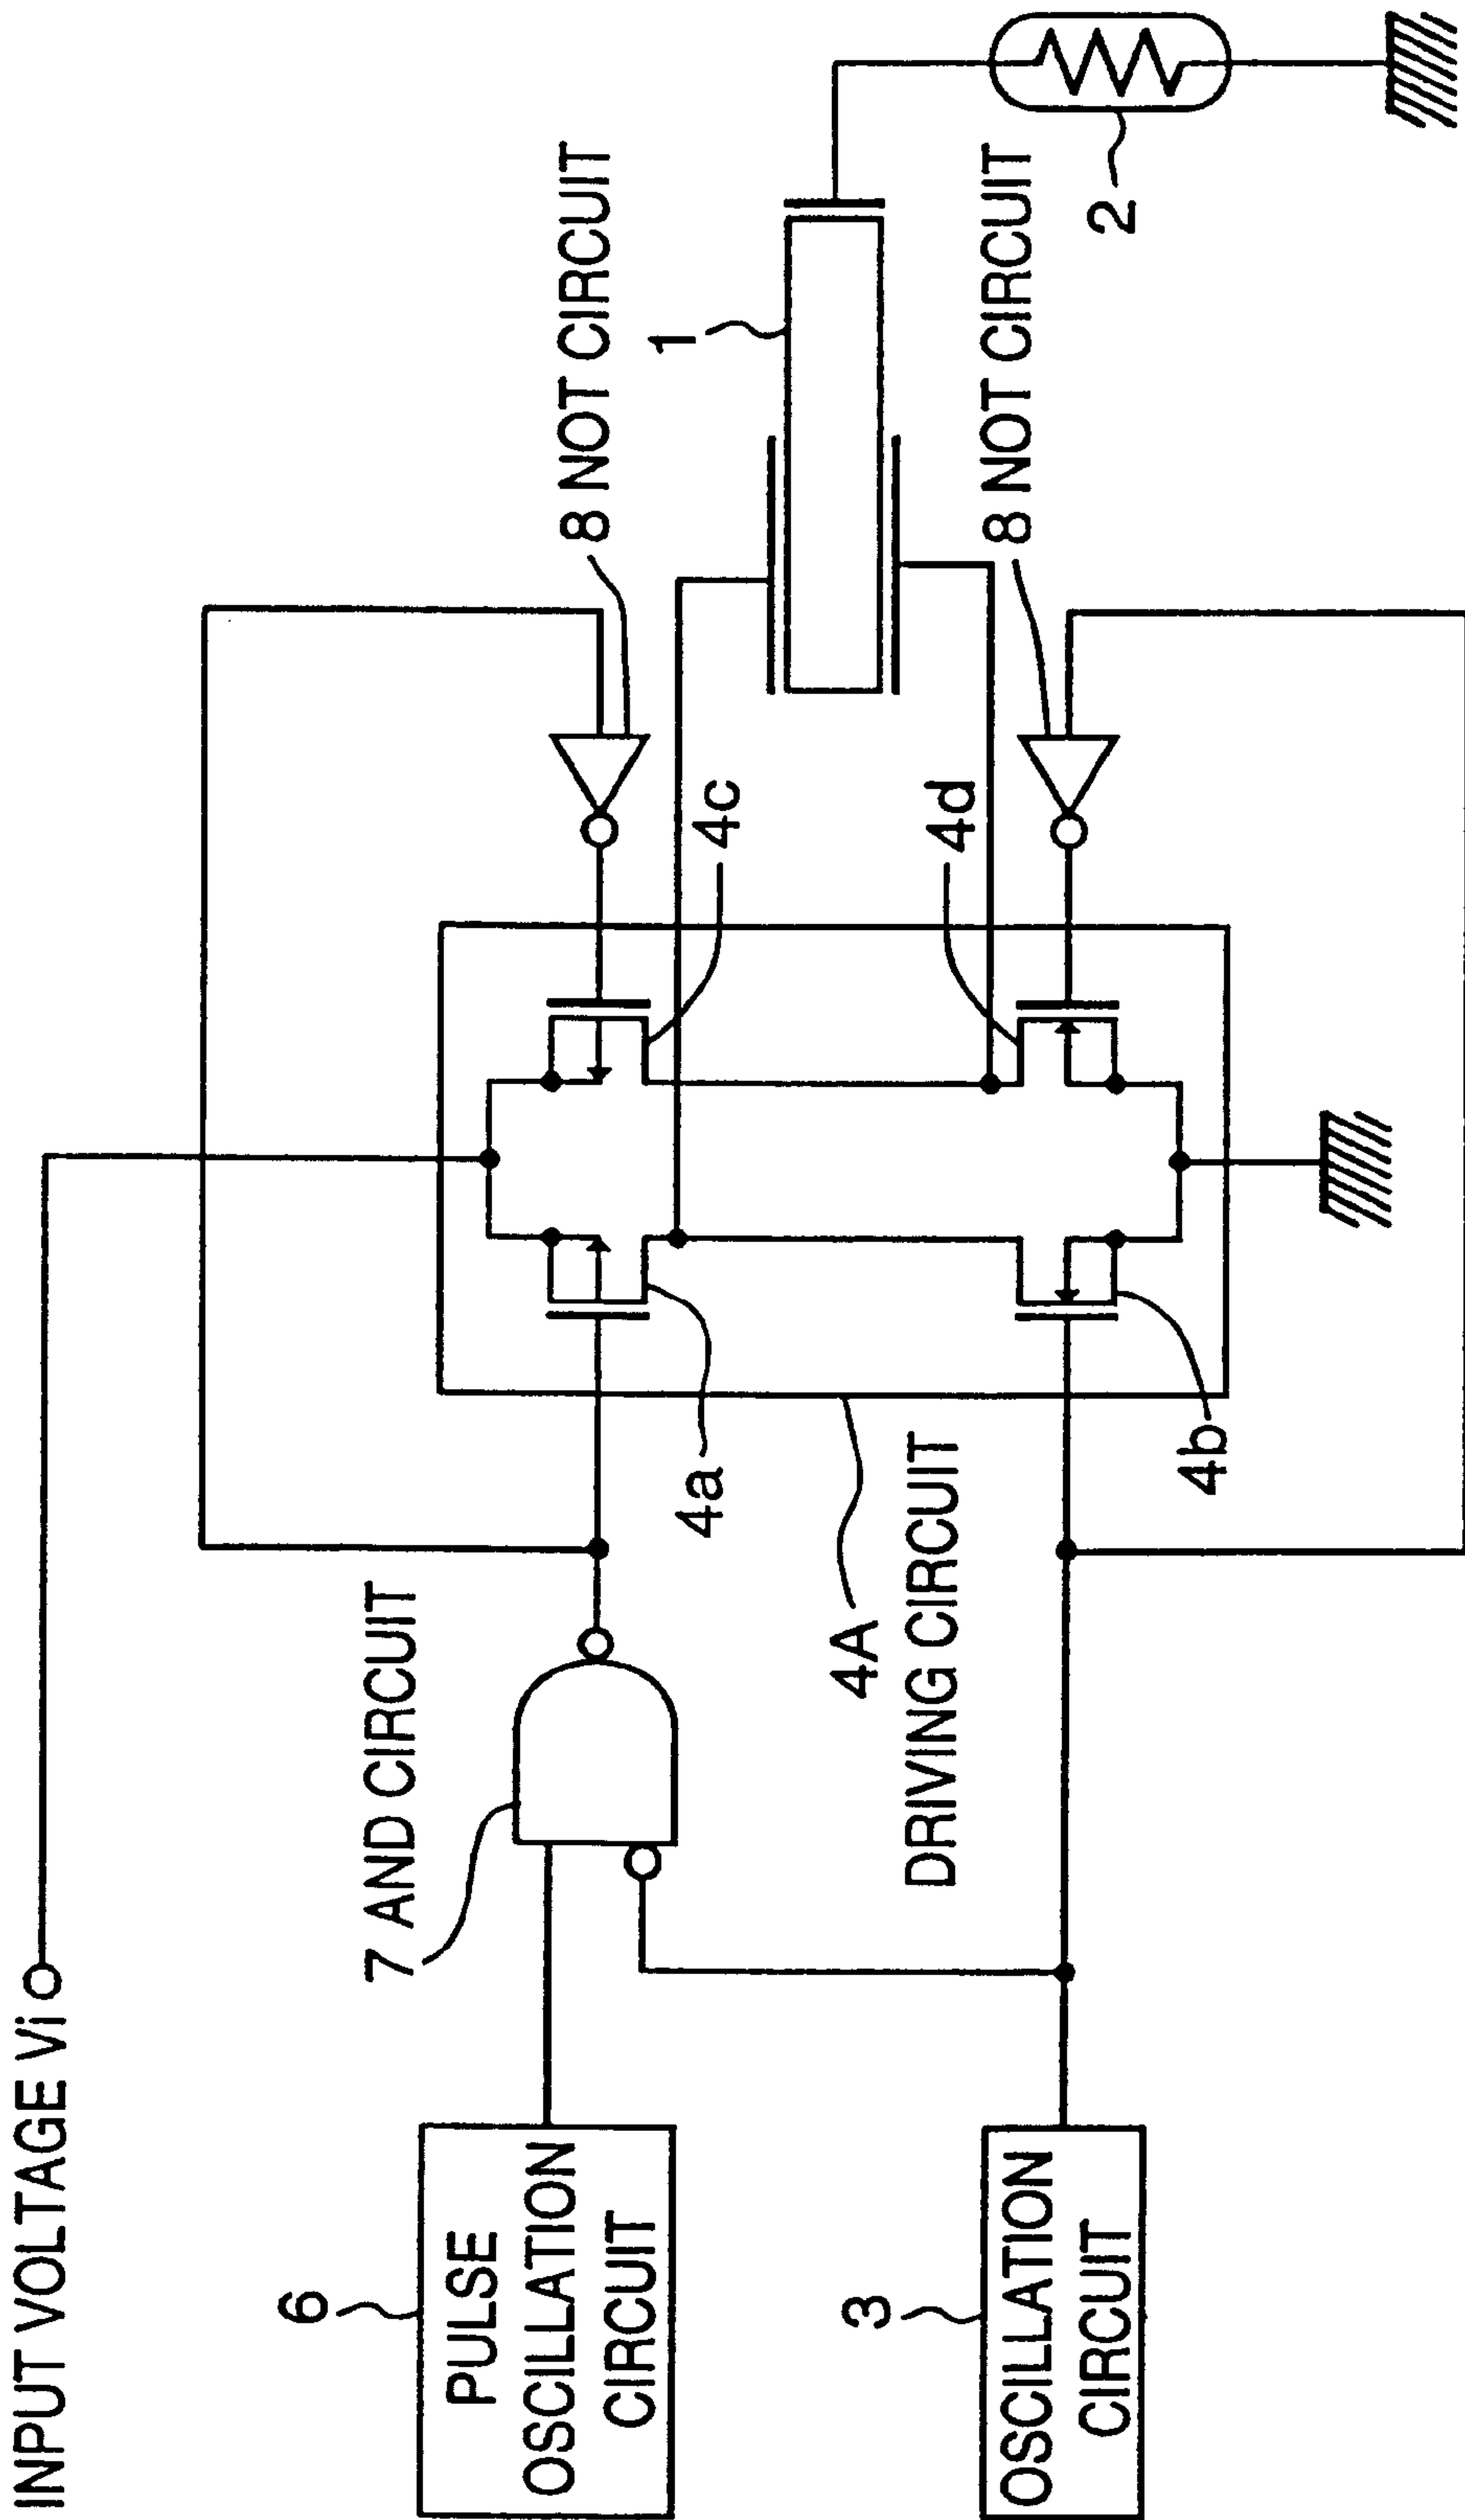 INPUT VOLTAGE Vi
6
PULSE
OSCILLATION
CIRCUIT
7 AND CIRCUIT
8 NOT CIRCUIT
1
4a
4c
4A
DRIVING CIRCUIT
4d
8 NOT CIRCUIT
3
OSCILLATION
CIRCUIT
4b
2